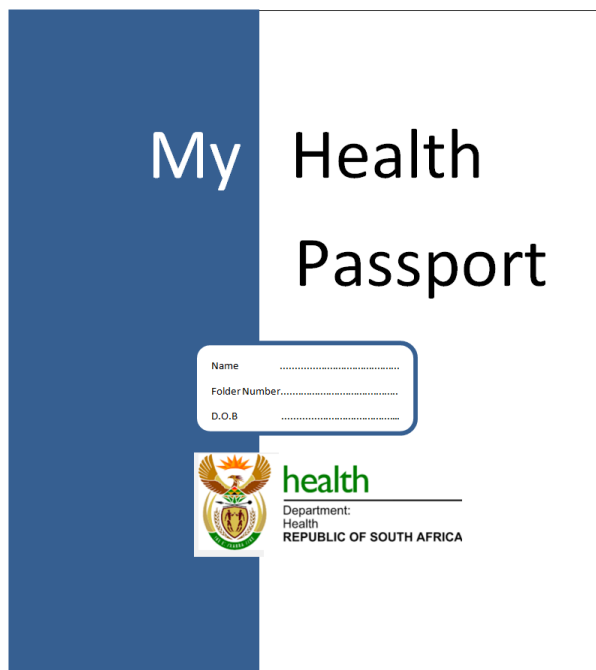 My Health
Passport
Name ........................................
Folder Number........................................
D.O.B ........................................
health
Department:
Health
REPUBLIC OF SOUTH AFRICA